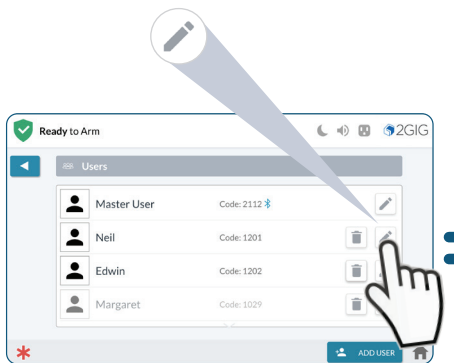 Ready to Arm 2GIG
Users
Master User Code: 2112
Neil Code: 1201
Edwin Code: 1202
Margaret Code: 1029
ADD USER